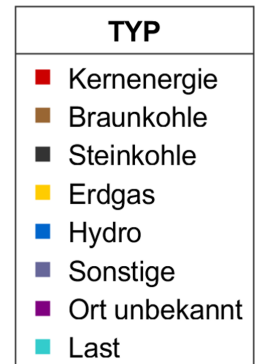 TYP
Kernenergie
Braunkohle
Steinkohle
Erdgas
Hydro
Sonstige
Ort unbekannt
Last